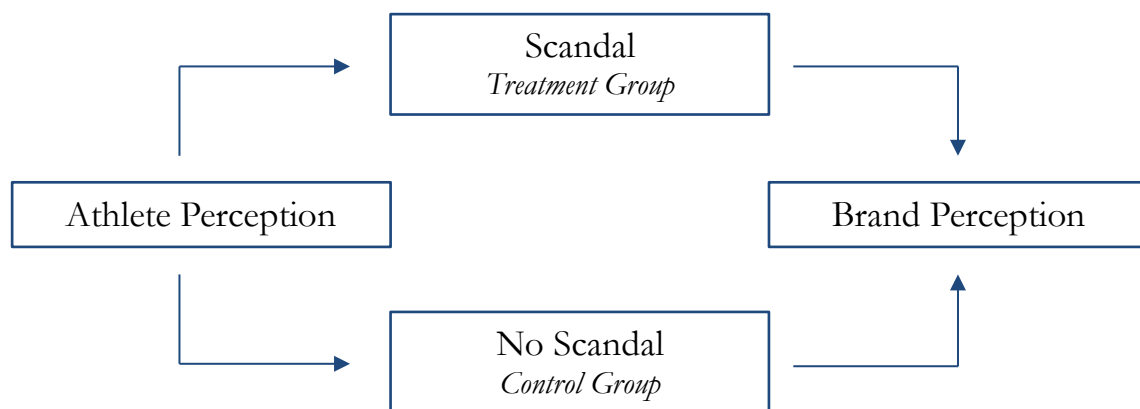 Scandal
Treatment Group
Athlete Perception
Brand Perception
No Scandal
Control Group